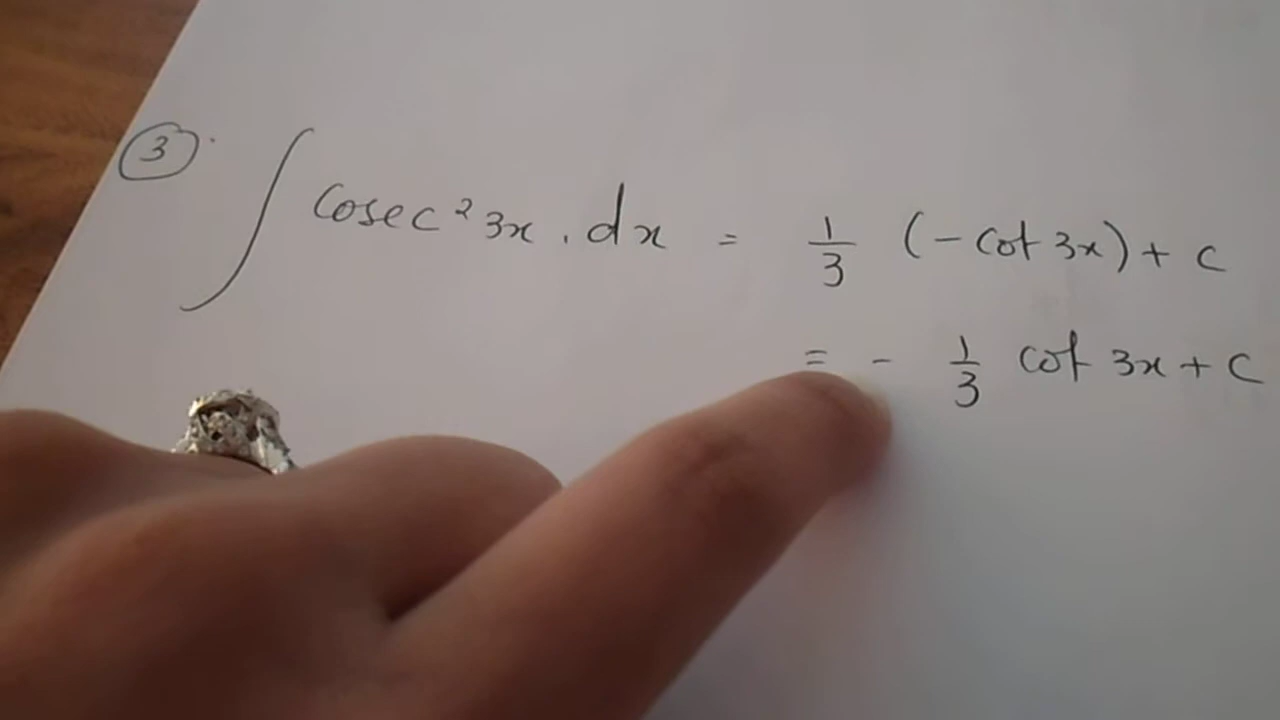 3 ∫ cosec² 3x . dx = 1/3 (-cot 3x) + c
= - 1/3 cot 3x + c